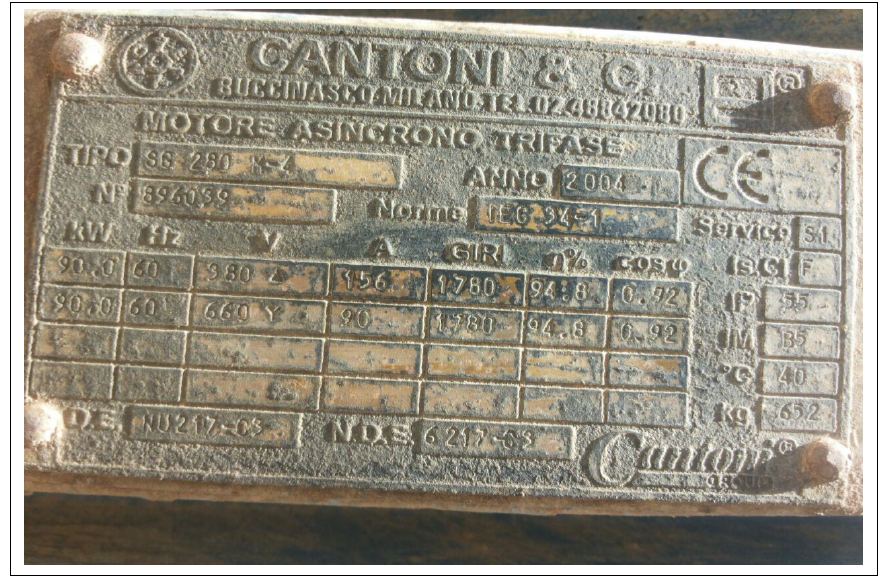 CANTONI & C.
BUCCINASCO-MILANO-TEL.02.48842080 ®
MOTORE ASINCRONO TRIFASE
TIPO SG 280 M-4 CE
ANNO 2004
Nº 896039 Norme IEC 34-1 Service S1
kW Hz V A GIRI η% cosφ IS.Cl F
90.0 60 380 Δ 156 1780 94.8 0.92 IP 55
90.0 60 660 Y 90 1780 94.8 0.92 IM B5
°C 40
Kg 652
D.E. NU217-C3 N.D.E 6217-C3
Cantoni®
GROUP